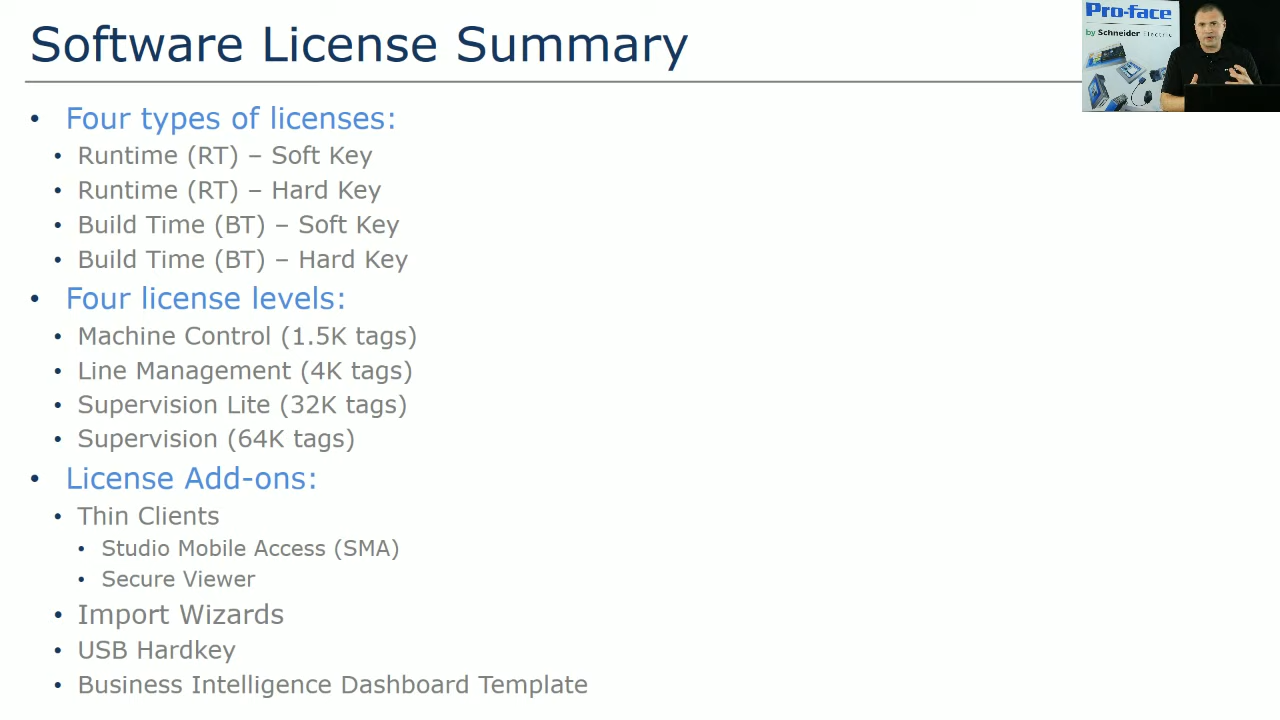 Software License Summary
Pro-face
by Schneider Electric
• Four types of licenses:
• Runtime (RT) – Soft Key
• Runtime (RT) – Hard Key
• Build Time (BT) – Soft Key
• Build Time (BT) – Hard Key
• Four license levels:
• Machine Control (1.5K tags)
• Line Management (4K tags)
• Supervision Lite (32K tags)
• Supervision (64K tags)
• License Add-ons:
• Thin Clients
• Studio Mobile Access (SMA)
• Secure Viewer
• Import Wizards
• USB Hardkey
• Business Intelligence Dashboard Template